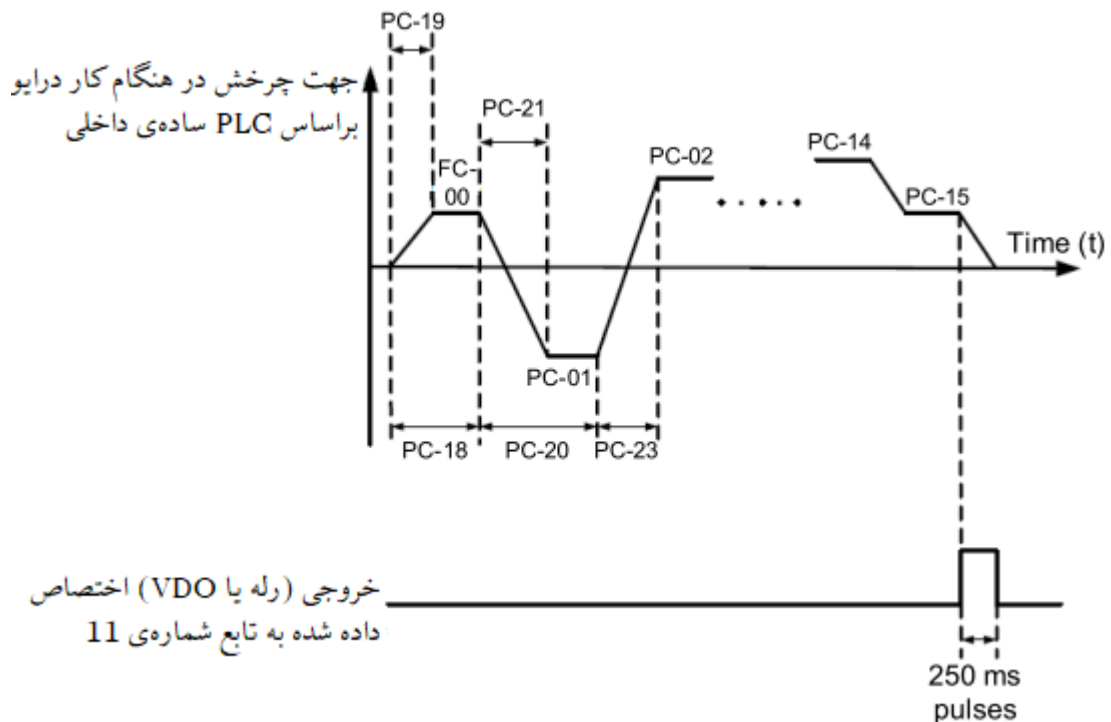 PC-19
جهت چرخش در هنگام کار درایو
براساس PLC ساده‌ی داخلی
PC-21
FC-
00
PC-02
PC-14
PC-15
Time (t)
PC-01
PC-18
PC-20
PC-23
خروجی (رله یا VDO) اختصاص
داده شده به تابع شماره‌ی 11
250 ms
pulses